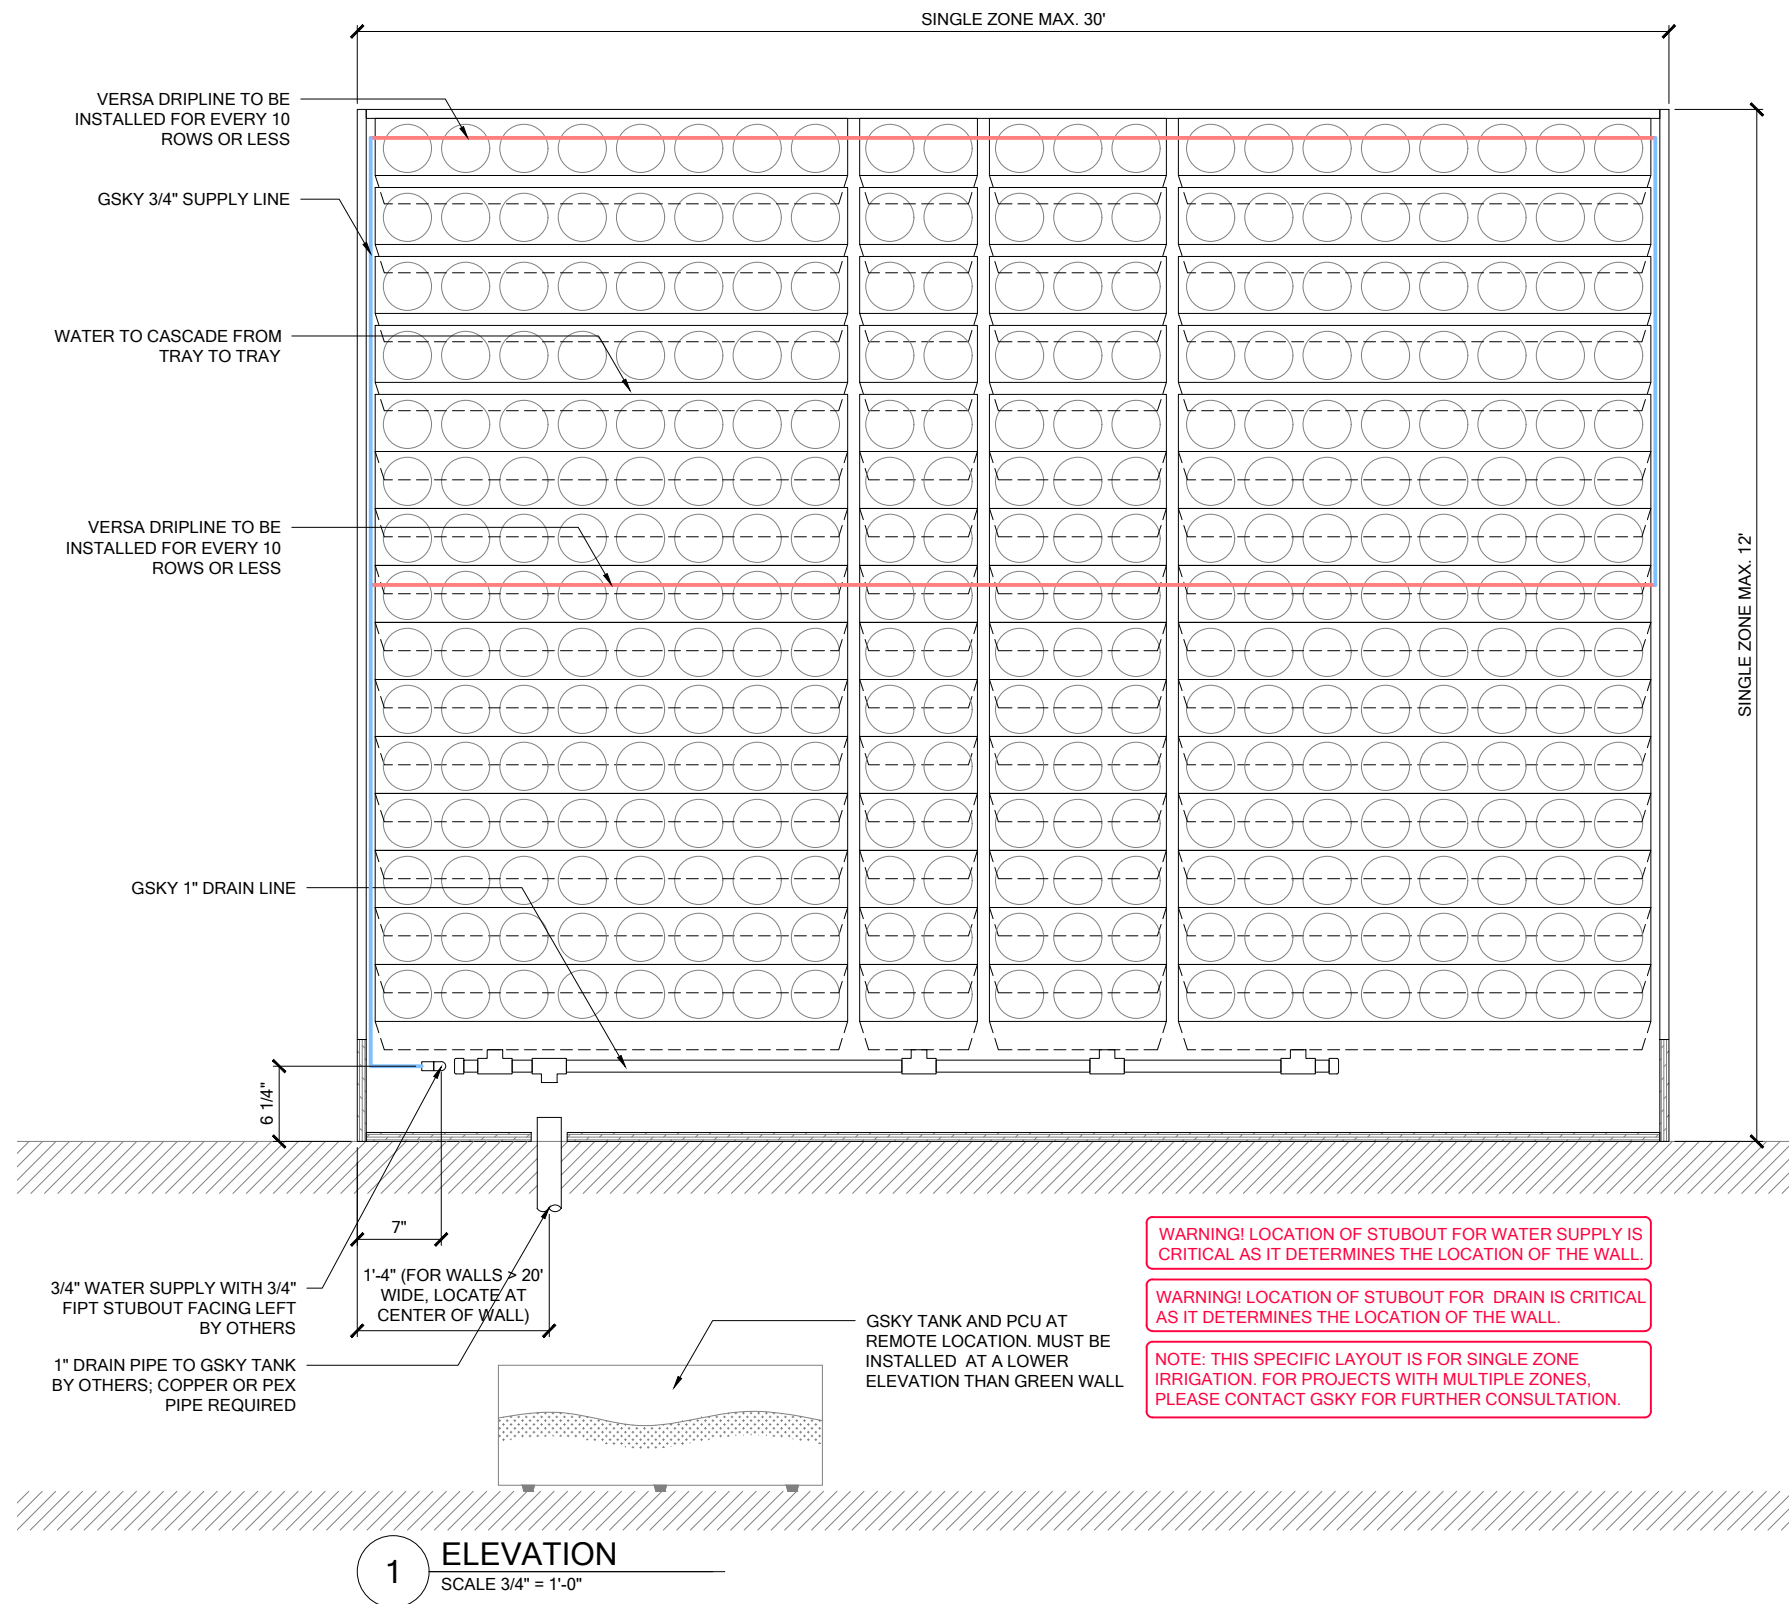 SINGLE ZONE MAX. 30'
VERSA DRIPLINE TO BE
INSTALLED FOR EVERY 10
ROWS OR LESS
GSKY 3/4" SUPPLY LINE
WATER TO CASCADE FROM
TRAY TO TRAY
VERSA DRIPLINE TO BE
INSTALLED FOR EVERY 10
ROWS OR LESS
SINGLE ZONE MAX. 12'
GSKY 1" DRAIN LINE
6 1/4"
7"
1'-4" (FOR WALLS > 20'
WIDE, LOCATE AT
CENTER OF WALL)
3/4" WATER SUPPLY WITH 3/4"
FIPT STUBOUT FACING LEFT
BY OTHERS
1" DRAIN PIPE TO GSKY TANK
BY OTHERS; COPPER OR PEX
PIPE REQUIRED
GSKY TANK AND PCU AT
REMOTE LOCATION. MUST BE
INSTALLED AT A LOWER
ELEVATION THAN GREEN WALL
WARNING! LOCATION OF STUBOUT FOR WATER SUPPLY IS
CRITICAL AS IT DETERMINES THE LOCATION OF THE WALL.
WARNING! LOCATION OF STUBOUT FOR DRAIN IS CRITICAL
AS IT DETERMINES THE LOCATION OF THE WALL.
NOTE: THIS SPECIFIC LAYOUT IS FOR SINGLE ZONE
IRRIGATION. FOR PROJECTS WITH MULTIPLE ZONES,
PLEASE CONTACT GSKY FOR FURTHER CONSULTATION.
1
ELEVATION
SCALE 3/4" = 1'-0"